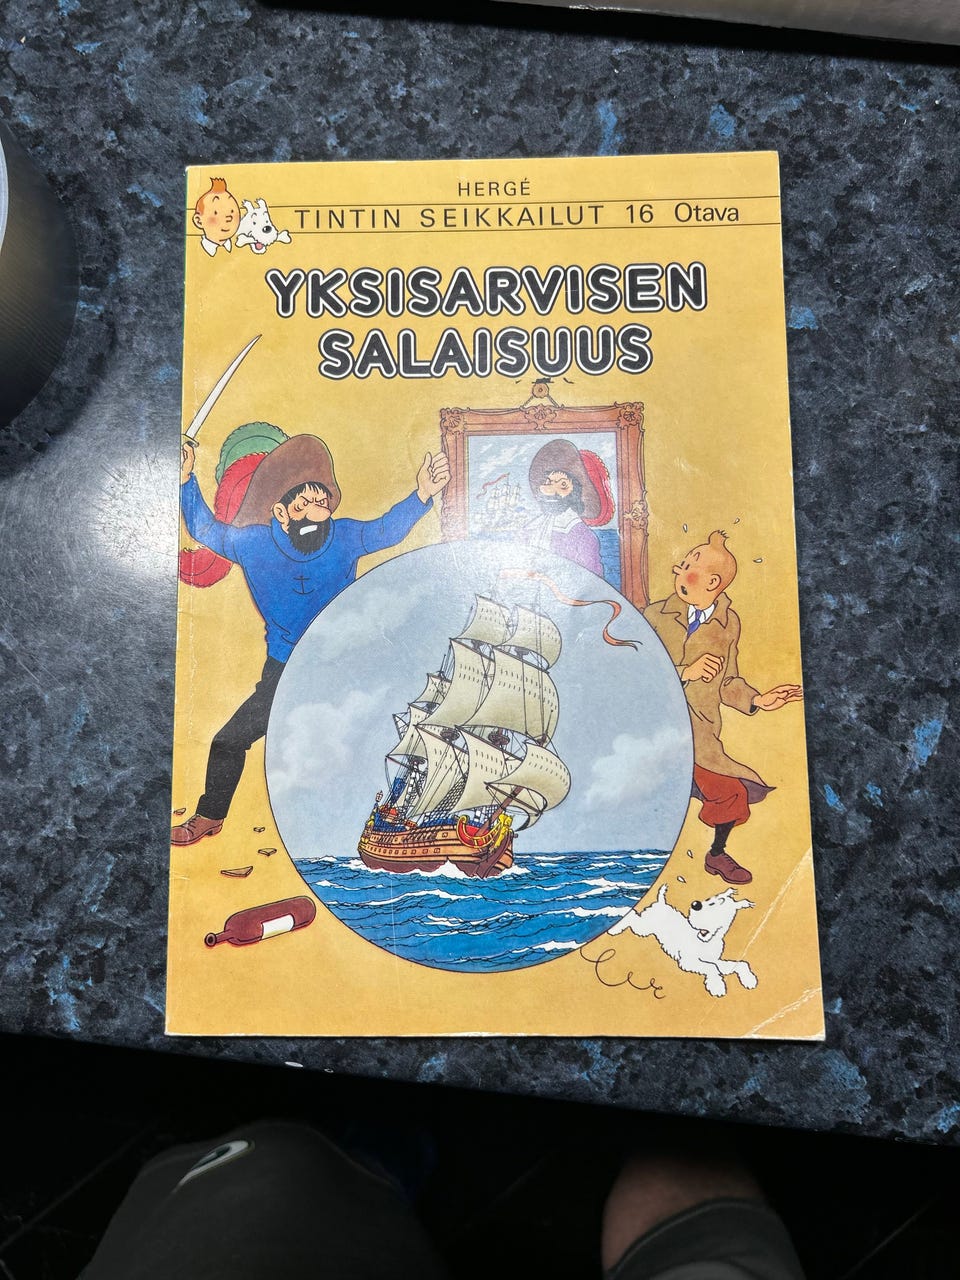 HERGÉ
TINTIN SEIKKAILUT 16 Otava
YKSISARVISEN
SALAISUUS